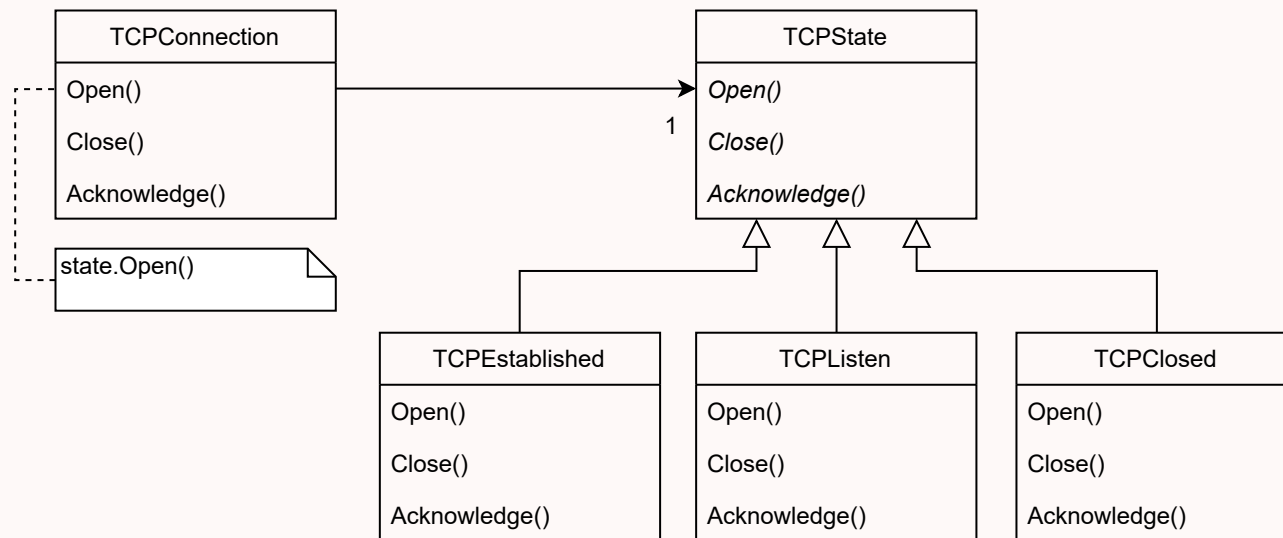 TCPConnection
Open()
Close()
Acknowledge()
state.Open()
1
TCPState
Open()
Close()
Acknowledge()
TCPEstablished
Open()
Close()
Acknowledge()
TCPListen
Open()
Close()
Acknowledge()
TCPClosed
Open()
Close()
Acknowledge()